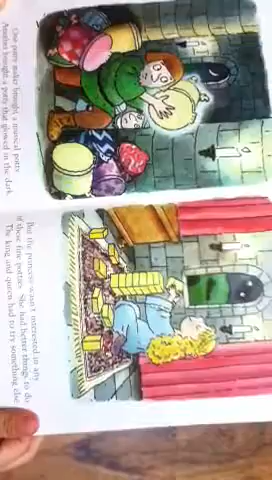 One potty maker brought a musical potty.
Another brought a potty that glowed in the dark.
But the princess wasn't interested in any
of those fine potties. She had better things to do.
The king and queen had to try something else.